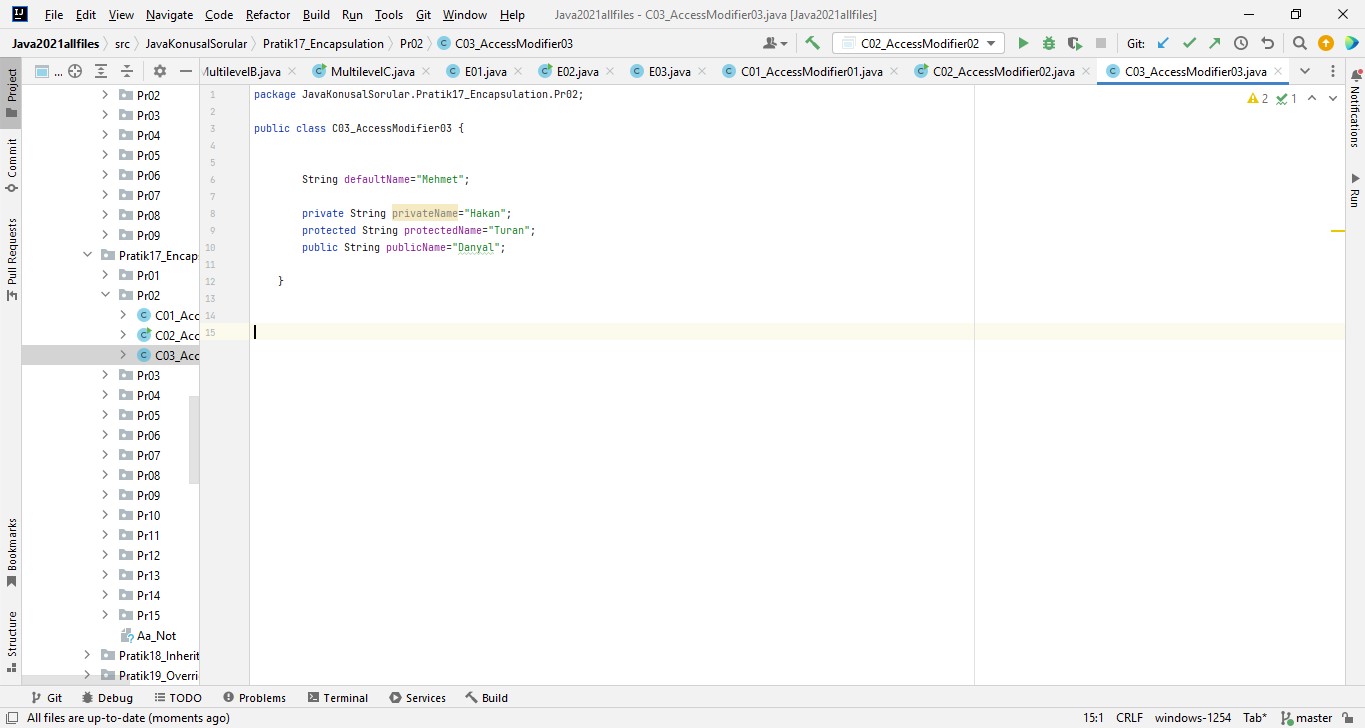 File Edit View Navigate Code Refactor Build Run Tools Git Window Help Java2021allfiles - C03_AccessModifier03.java [Java2021allfiles]
Java2021allfiles src JavaKonusalSorular Pratik17_Encapsulation Pr02 C03_AccessModifier03 C02_AccessModifier02 Git:
... MultilevelB.java MultilevelC.java E01.java E02.java E03.java C01_AccessModifier01.java C02_AccessModifier02.java C03_AccessModifier03.java
Project
Commit
Pull Requests
Bookmarks
Structure
Pr02
Pr03
Pr04
Pr05
Pr06
Pr07
Pr08
Pr09
Pratik17_Encap
Pr01
Pr02
C01_Acc
C02_Acc
C03_Acc
Pr03
Pr04
Pr05
Pr06
Pr07
Pr08
Pr09
Pr10
Pr11
Pr12
Pr13
Pr14
Pr15
Aa_Not
Pratik18_Inherit
Pratik19_Overri
1 package JavaKonusalSorular.Pratik17_Encapsulation.Pr02;
2
3 public class C03_AccessModifier03 {
4
5
6 String defaultName="Mehmet";
7
8 private String privateName="Hakan";
9 protected String protectedName="Turan";
10 public String publicName="Danyal";
11
12 }
13
14
15
2 1
Notifications
Run
Git Debug TODO Problems Terminal Services Build
All files are up-to-date (moments ago) 15:1 CRLF windows-1254 Tab* master